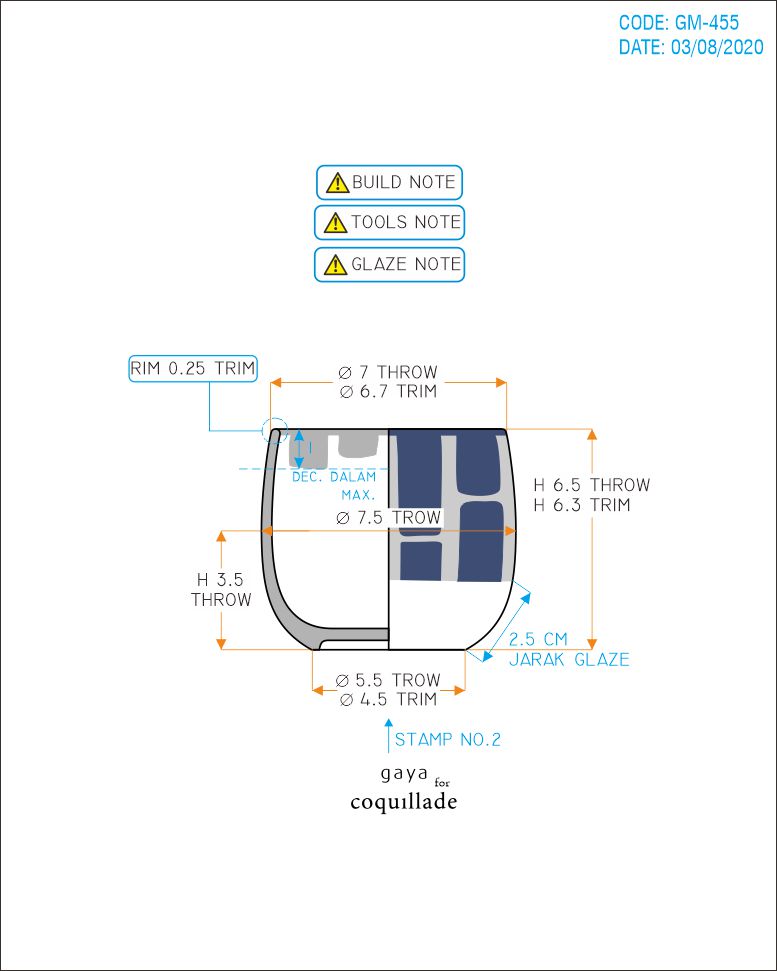 CODE: GM-455
DATE: 03/08/2020
BUILD NOTE
TOOLS NOTE
GLAZE NOTE
RIM 0.25 TRIM
Ø 7 THROW
Ø 6.7 TRIM
1
DEC. DALAM
MAX.
H 6.5 THROW
H 6.3 TRIM
Ø 7.5 TROW
H 3.5
THROW
2.5 CM
JARAK GLAZE
Ø 5.5 TROW
Ø 4.5 TRIM
STAMP NO.2
gaya
for
coquillade